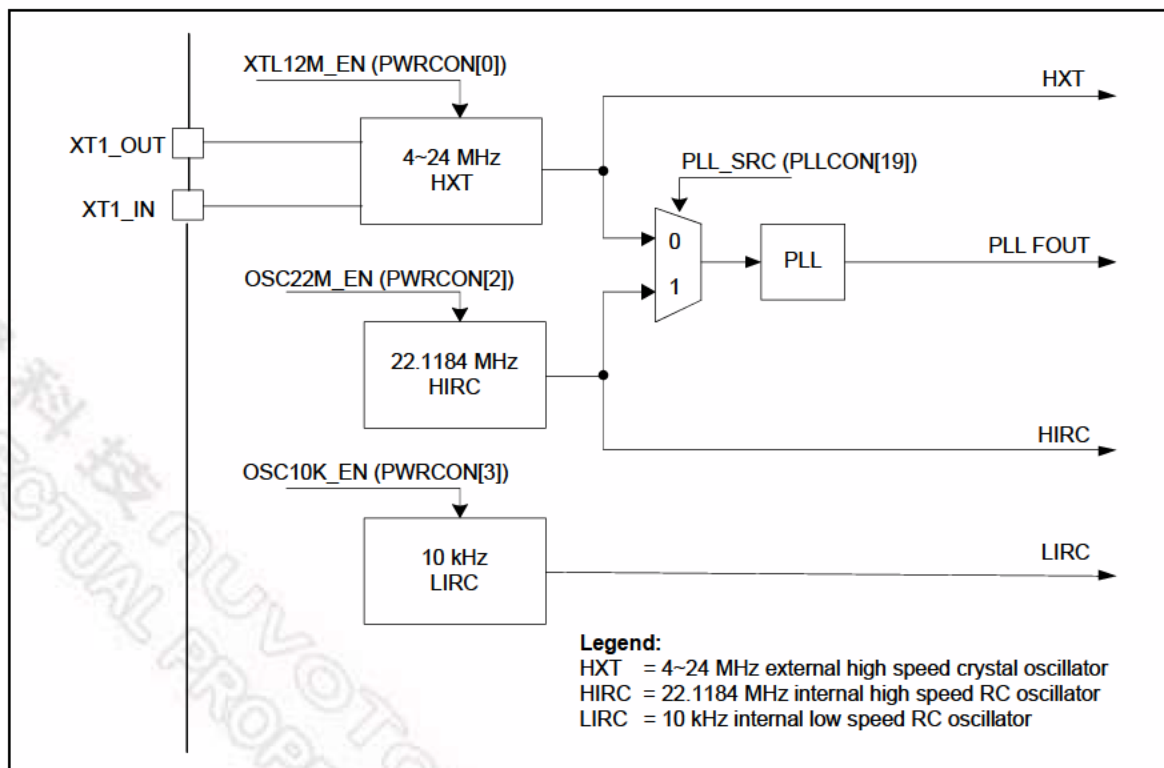 XTL12M_EN (PWRCON[0])
HXT
XT1_OUT
4~24 MHz
HXT
PLL_SRC (PLLCON[19])
XT1_IN
0
PLL
PLL FOUT
1
OSC22M_EN (PWRCON[2])
22.1184 MHz
HIRC
HIRC
OSC10K_EN (PWRCON[3])
10 kHz
LIRC
LIRC
Legend:
HXT = 4~24 MHz external high speed crystal oscillator
HIRC = 22.1184 MHz internal high speed RC oscillator
LIRC = 10 kHz internal low speed RC oscillator
科技 nuvoTo